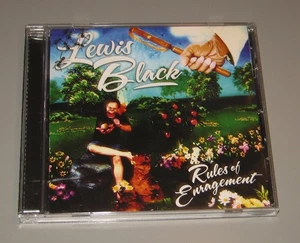 Lewis
Black
Rules of
Enragement